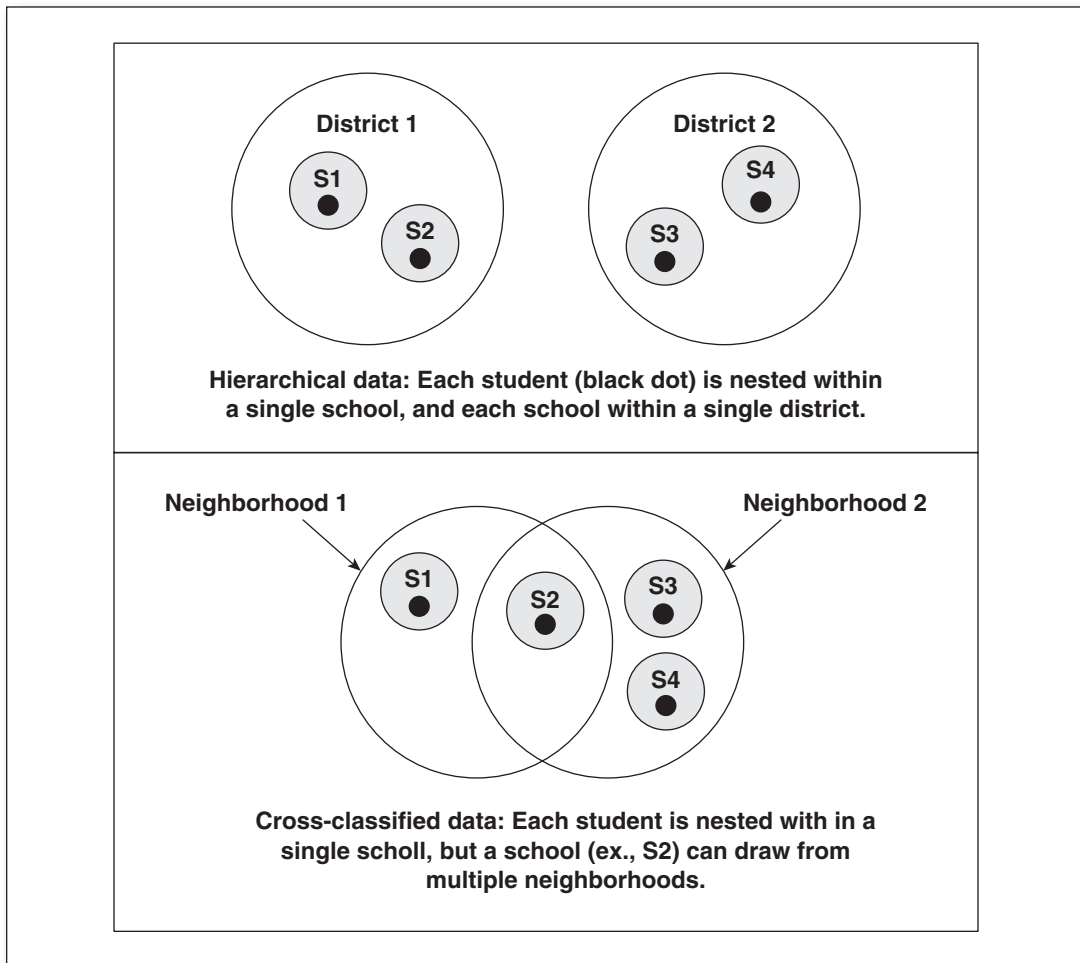 District 1
District 2
S1
S2
S4
S3
Hierarchical data: Each student (black dot) is nested within
a single school, and each school within a single district.
Neighborhood 1
Neighborhood 2
S1
S2
S3
S4
Cross-classified data: Each student is nested with in a
single scholl, but a school (ex., S2) can draw from
multiple neighborhoods.